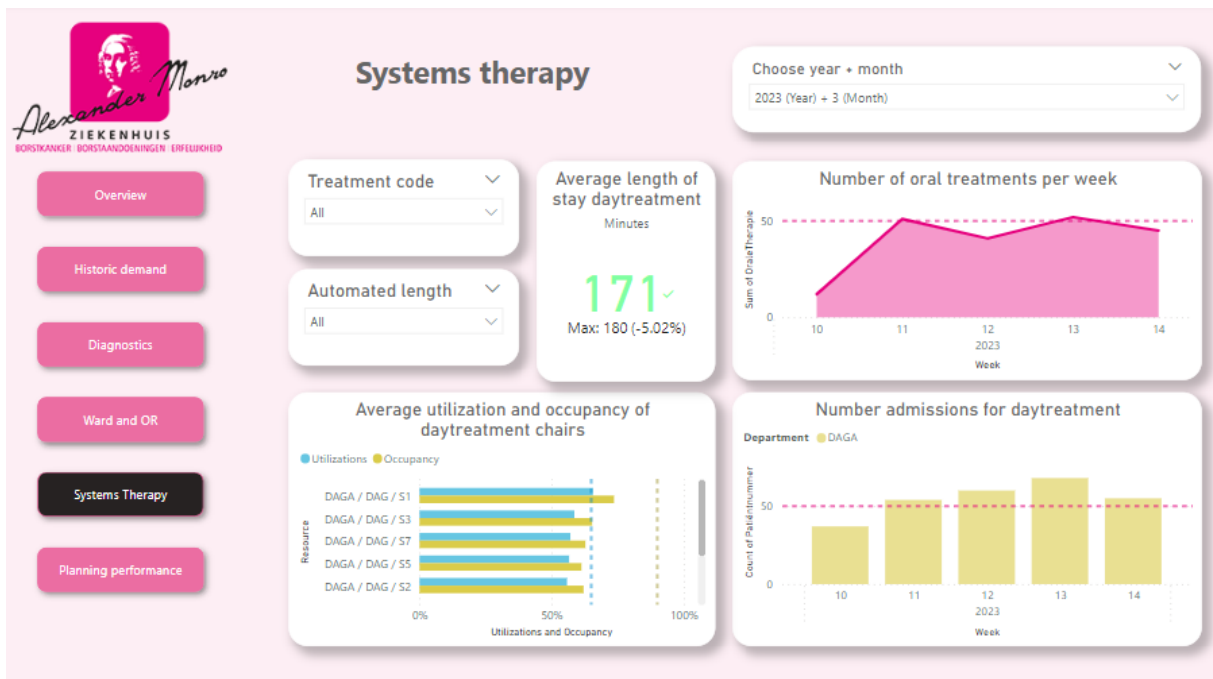 Alexander Monro
ZIEKENHUIS
BORSTKANKER BORSTAANDOENINGEN ERFELIJKHEID
Systems therapy
Choose year + month
2023 (Year) + 3 (Month)
Overview
Historic demand
Diagnostics
Ward and OR
Systems Therapy
Planning performance
Treatment code
All
Automated length
All
Average length of
stay daytreatment
Minutes
171
Max: 180 (-5.02%)
Number of oral treatments per week
Sum of OraleTherapie
50
0
10 11 12 13 14
2023
Week
Average utilization and occupancy of
daytreatment chairs
Utilizations Occupancy
Resource
DAGA / DAG / S1
DAGA / DAG / S3
DAGA / DAG / S7
DAGA / DAG / S5
DAGA / DAG / S2
0% 50% 100%
Utilizations and Occupancy
Number admissions for daytreatment
Department DAGA
Count of Patiëntnummer
50
0
10 11 12 13 14
2023
Week